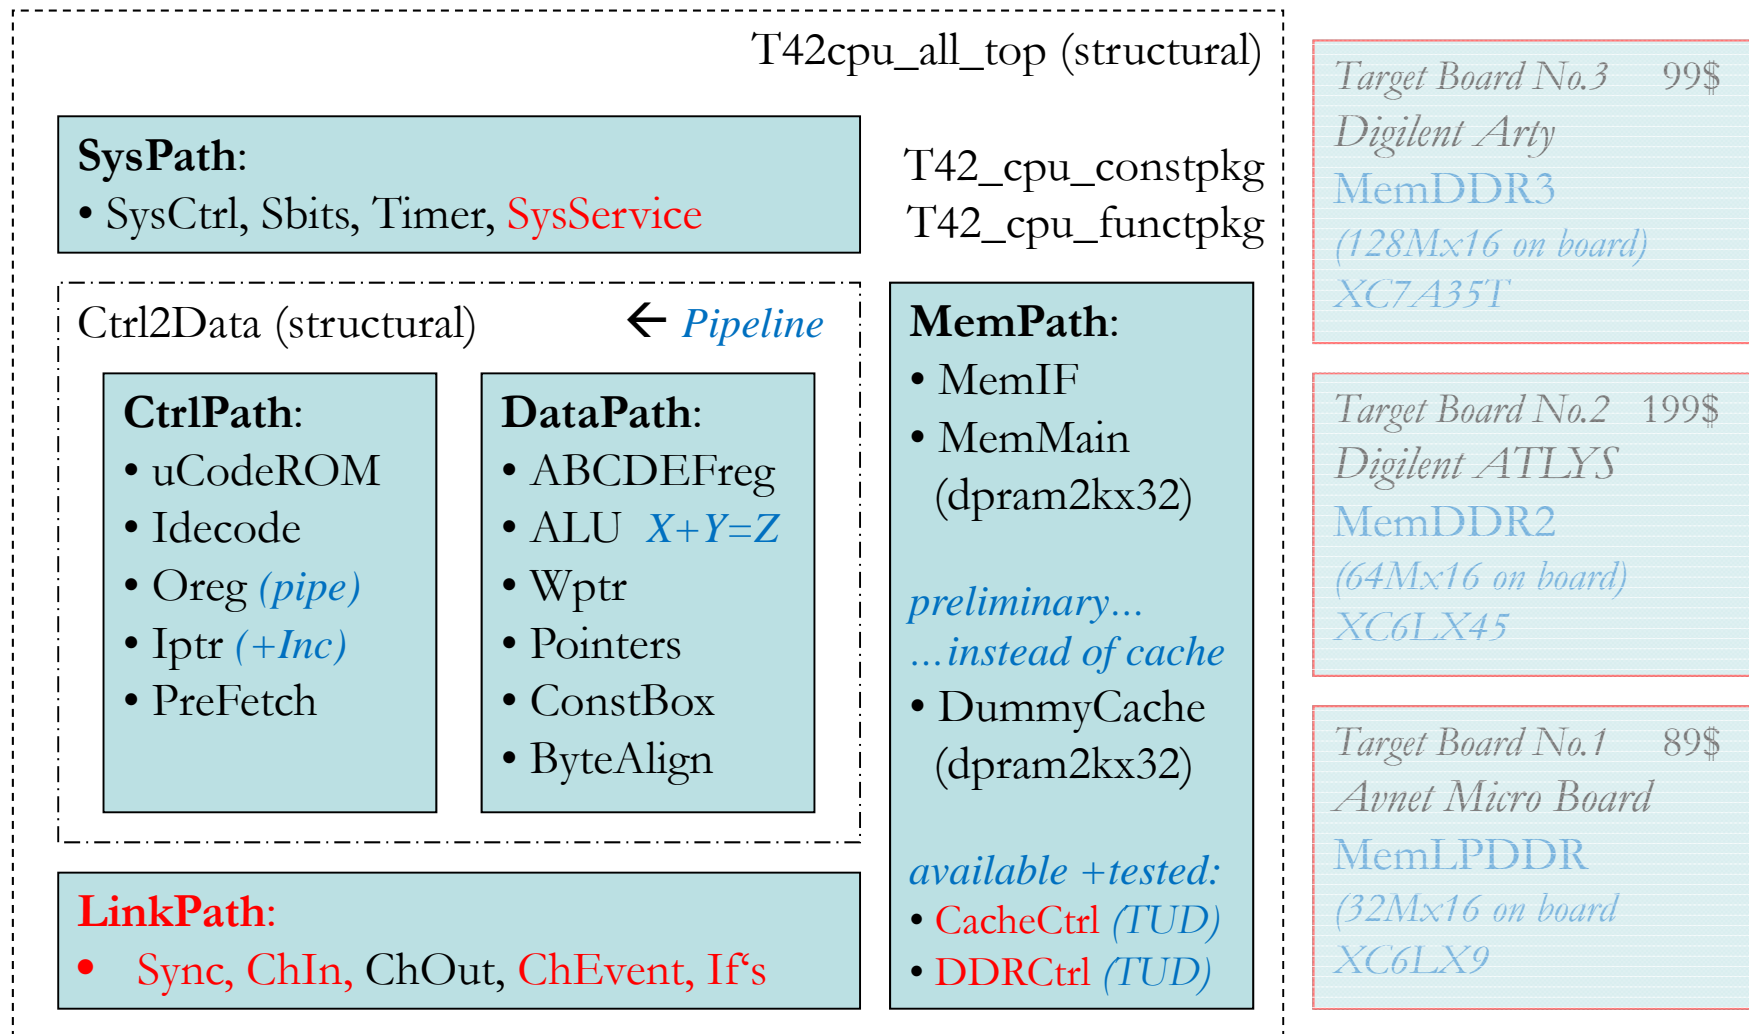 T42cpu_all_top (structural)
SysPath:
• SysCtrl, Sbits, Timer, SysService
T42_cpu_constpkg
T42_cpu_functpkg
Ctrl2Data (structural) ← Pipeline
CtrlPath:
• uCodeROM
• Idecode
• Oreg (pipe)
• Iptr (+Inc)
• PreFetch
DataPath:
• ABCDEFreg
• ALU X+Y=Z
• Wptr
• Pointers
• ConstBox
• ByteAlign
LinkPath:
• Sync, ChIn, ChOut, ChEvent, If‘s
MemPath:
• MemIF
• MemMain
(dpram2kx32)
preliminary...
...instead of cache
• DummyCache
(dpram2kx32)
available +tested:
• CacheCtrl (TUD)
• DDRCtrl (TUD)
Target Board No.3 99$
Digilent Arty
MemDDR3
(128Mx16 on board)
XC7A35T
Target Board No.2 199$
Digilent ATLYS
MemDDR2
(64Mx16 on board)
XC6LX45
Target Board No.1 89$
Avnet Micro Board
MemLPDDR
(32Mx16 on board
XC6LX9